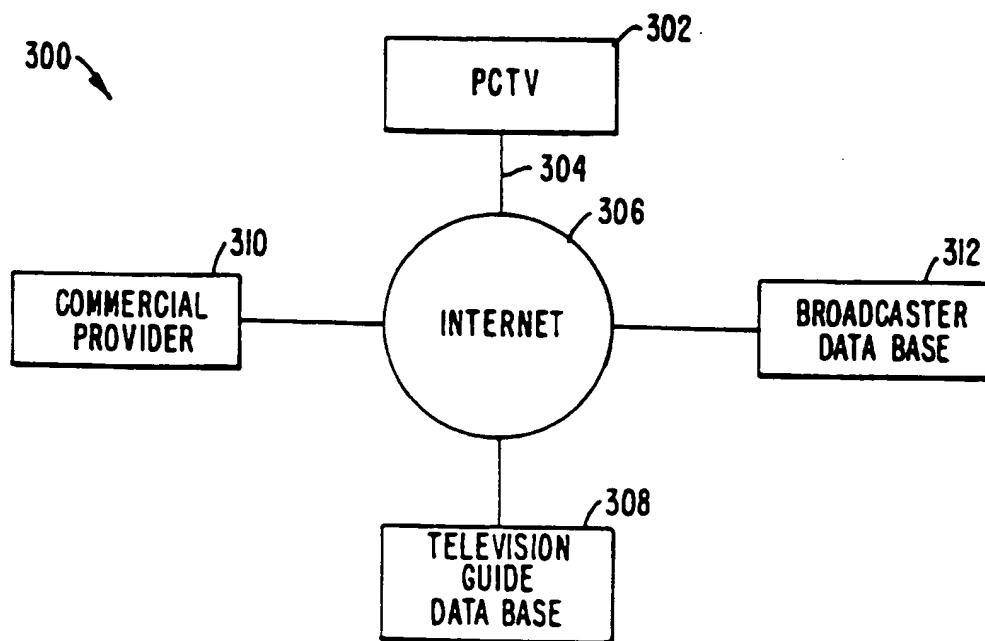 302
300
PCTV
304
306
310
312
COMMERCIAL
PROVIDER
INTERNET
BROADCASTER
DATA BASE
308
TELEVISION
GUIDE
DATA BASE